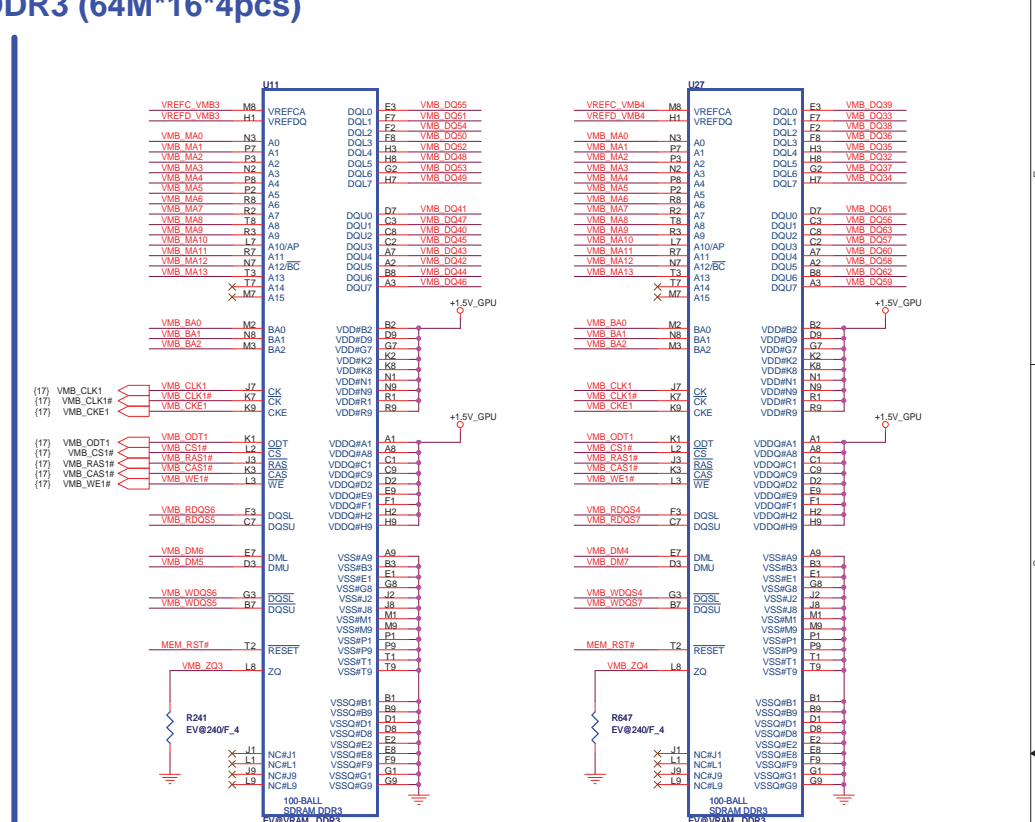 DDR3 (64M*16*4pcs)
U11
VREFC_VMB3 M8 VREFCA DQL0 E3 VMB_DQ55
VREFD_VMB3 H1 VREFDQ DQL1 F7 VMB_DQ51
DQL2 F2 VMB_DQ54
VMB_MA0 N3 A0 DQL3 F8 VMB_DQ50
VMB_MA1 P7 A1 DQL4 H3 VMB_DQ52
VMB_MA2 P3 A2 DQL5 H8 VMB_DQ48
VMB_MA3 N2 A3 DQL6 G2 VMB_DQ53
VMB_MA4 P8 A4 DQL7 H7 VMB_DQ49
VMB_MA5 P2 A5
VMB_MA6 R8 A6
VMB_MA7 R2 A7 DQU0 D7 VMB_DQ41
VMB_MA8 T8 A8 DQU1 C3 VMB_DQ47
VMB_MA9 R3 A9 DQU2 C8 VMB_DQ40
VMB_MA10 L7 A10/AP DQU3 C2 VMB_DQ45
VMB_MA11 R7 A11 DQU4 A7 VMB_DQ43
VMB_MA12 N7 A12/BC DQU5 A2 VMB_DQ42
VMB_MA13 T3 A13 DQU6 B8 VMB_DQ44
T7 A14 DQU7 A3 VMB_DQ46
M7 A15
+1.5V_GPU
VMB_BA0 M2 BA0 VDD#B2 B2
VMB_BA1 N8 BA1 VDD#D9 D9
VMB_BA2 M3 BA2 VDD#G7 G7
VDD#K2 K2
VDD#K8 K8
VDD#N1 N1
{17} VMB_CLK1 VMB_CLK1 J7 CK VDD#N9 N9
{17} VMB_CLK1# VMB_CLK1# K7 CK VDD#R1 R1
{17} VMB_CKE1 VMB_CKE1 K9 CKE VDD#R9 R9
+1.5V_GPU
{17} VMB_ODT1 VMB_ODT1 K1 ODT VDDQ#A1 A1
{17} VMB_CS1# VMB_CS1# L2 CS VDDQ#A8 A8
{17} VMB_RAS1# VMB_RAS1# J3 RAS VDDQ#C1 C1
{17} VMB_CAS1# VMB_CAS1# K3 CAS VDDQ#C9 C9
{17} VMB_WE1# VMB_WE1# L3 WE VDDQ#D2 D2
VDDQ#E9 E9
VDDQ#F1 F1
VMB_RDQS6 F3 DQSL VDDQ#H2 H2
VMB_RDQS5 C7 DQSU VDDQ#H9 H9
VMB_DM6 E7 DML VSS#A9 A9
VMB_DM5 D3 DMU VSS#B3 B3
VSS#E1 E1
VSS#G8 G8
VMB_WDQS6 G3 DQSL VSS#J2 J2
VMB_WDQS5 B7 DQSU VSS#J8 J8
VSS#M1 M1
VSS#M9 M9
VSS#P1 P1
MEM_RST# T2 RESET VSS#P9 P9
VSS#T1 T1
VMB_ZQ3 L8 ZQ VSS#T9 T9
VSSQ#B1 B1
VSSQ#B9 B9
R241 VSSQ#D1 D1
EV@240/F_4 VSSQ#D8 D8
VSSQ#E2 E2
J1 NC#J1 VSSQ#E8 E8
L1 NC#L1 VSSQ#F9 F9
J9 NC#J9 VSSQ#G1 G1
L9 NC#L9 VSSQ#G9 G9
100-BALL
SDRAM DDR3
EV@VRAM_DDR3
U27
VREFC_VMB4 M8 VREFCA DQL0 E3 VMB_DQ39
VREFD_VMB4 H1 VREFDQ DQL1 F7 VMB_DQ33
DQL2 F2 VMB_DQ38
VMB_MA0 N3 A0 DQL3 F8 VMB_DQ36
VMB_MA1 P7 A1 DQL4 H3 VMB_DQ35
VMB_MA2 P3 A2 DQL5 H8 VMB_DQ32
VMB_MA3 N2 A3 DQL6 G2 VMB_DQ37
VMB_MA4 P8 A4 DQL7 H7 VMB_DQ34
VMB_MA5 P2 A5
VMB_MA6 R8 A6
VMB_MA7 R2 A7 DQU0 D7 VMB_DQ61
VMB_MA8 T8 A8 DQU1 C3 VMB_DQ56
VMB_MA9 R3 A9 DQU2 C8 VMB_DQ63
VMB_MA10 L7 A10/AP DQU3 C2 VMB_DQ57
VMB_MA11 R7 A11 DQU4 A7 VMB_DQ60
VMB_MA12 N7 A12/BC DQU5 A2 VMB_DQ58
VMB_MA13 T3 A13 DQU6 B8 VMB_DQ62
T7 A14 DQU7 A3 VMB_DQ59
M7 A15
+1.5V_GPU
VMB_BA0 M2 BA0 VDD#B2 B2
VMB_BA1 N8 BA1 VDD#D9 D9
VMB_BA2 M3 BA2 VDD#G7 G7
VDD#K2 K2
VDD#K8 K8
VDD#N1 N1
VMB_CLK1 J7 CK VDD#N9 N9
VMB_CLK1# K7 CK VDD#R1 R1
VMB_CKE1 K9 CKE VDD#R9 R9
+1.5V_GPU
VMB_ODT1 K1 ODT VDDQ#A1 A1
VMB_CS1# L2 CS VDDQ#A8 A8
VMB_RAS1# J3 RAS VDDQ#C1 C1
VMB_CAS1# K3 CAS VDDQ#C9 C9
VMB_WE1# L3 WE VDDQ#D2 D2
VDDQ#E9 E9
VDDQ#F1 F1
VMB_RDQS4 F3 DQSL VDDQ#H2 H2
VMB_RDQS7 C7 DQSU VDDQ#H9 H9
VMB_DM4 E7 DML VSS#A9 A9
VMB_DM7 D3 DMU VSS#B3 B3
VSS#E1 E1
VSS#G8 G8
VMB_WDQS4 G3 DQSL VSS#J2 J2
VMB_WDQS7 B7 DQSU VSS#J8 J8
VSS#M1 M1
VSS#M9 M9
VSS#P1 P1
MEM_RST# T2 RESET VSS#P9 P9
VSS#T1 T1
VMB_ZQ4 L8 ZQ VSS#T9 T9
VSSQ#B1 B1
VSSQ#B9 B9
R647 VSSQ#D1 D1
EV@240/F_4 VSSQ#D8 D8
VSSQ#E2 E2
J1 NC#J1 VSSQ#E8 E8
L1 NC#L1 VSSQ#F9 F9
J9 NC#J9 VSSQ#G1 G1
L9 NC#L9 VSSQ#G9 G9
100-BALL
SDRAM DDR3
EV@VRAM_DDR3